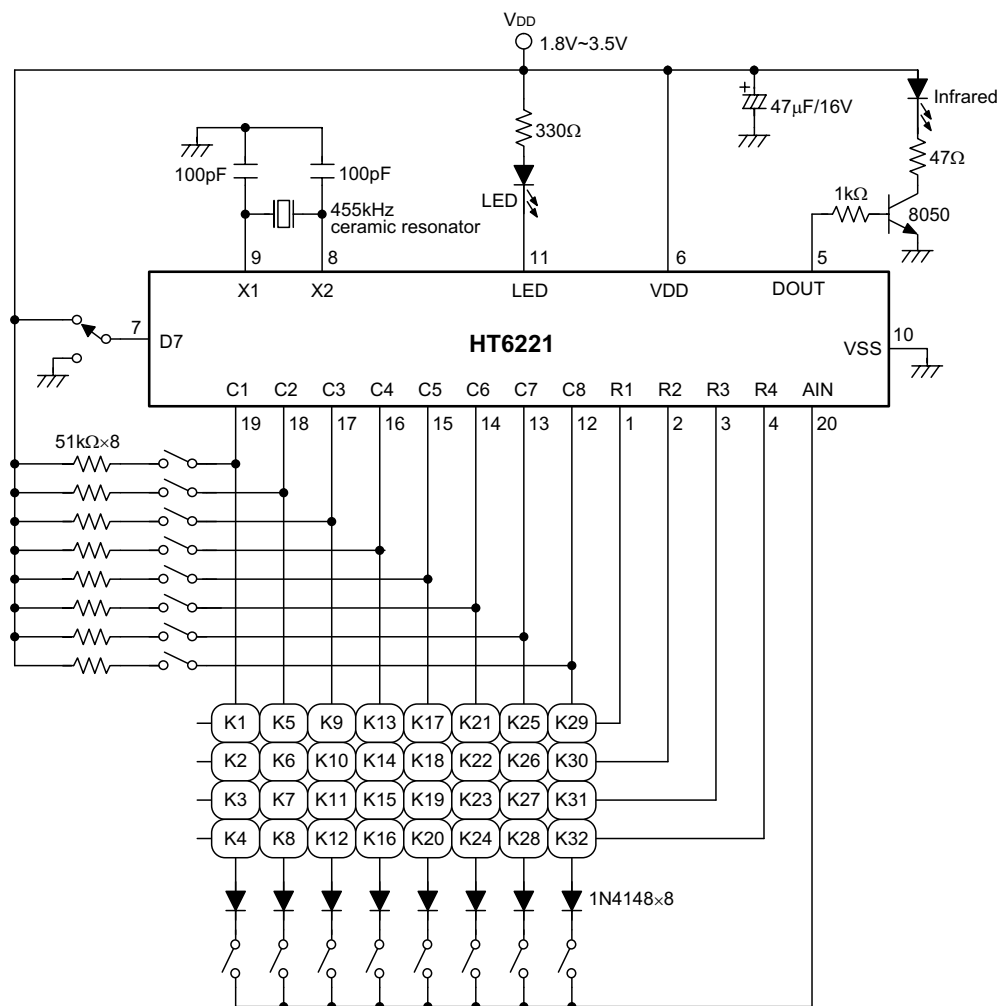 VDD
1.8V~3.5V
47μF/16V
Infrared
330Ω
47Ω
100pF
100pF
LED
1kΩ
8050
455kHz
ceramic resonator
9
8
11
6
5
X1
X2
LED
VDD
DOUT
7
D7
HT6221
VSS
10
C1
C2
C3
C4
C5
C6
C7
C8
R1
R2
R3
R4
AIN
19
18
17
16
15
14
13
12
1
2
3
4
20
51kΩ×8
K1
K5
K9
K13
K17
K21
K25
K29
K2
K6
K10
K14
K18
K22
K26
K30
K3
K7
K11
K15
K19
K23
K27
K31
K4
K8
K12
K16
K20
K24
K28
K32
1N4148×8
+